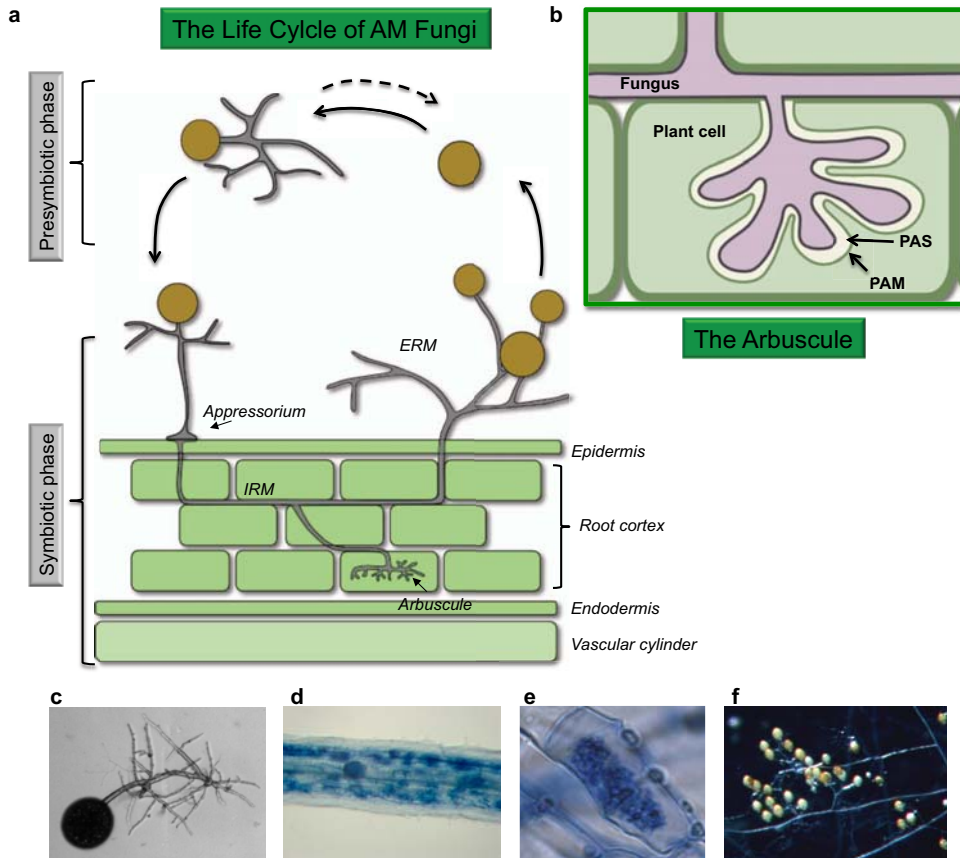 a
The Life Cylcle of AM Fungi
Presymbiotic phase
Symbiotic phase
ERM
Appressorium
IRM
Arbuscule
Epidermis
Root cortex
Endodermis
Vascular cylinder
b
Fungus
Plant cell
PAS
PAM
The Arbuscule
c
d
e
f